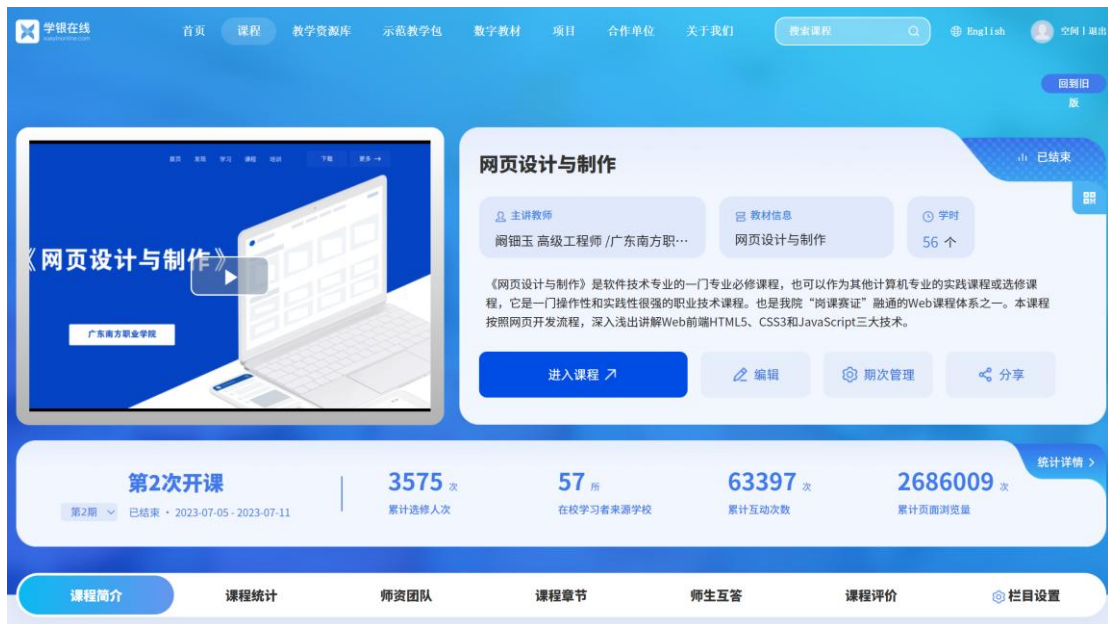 学银在线
xueyinonline.com
首页 课程 教学资源库 示范教学包 数字教材 项目 合作单位 关于我们 搜索课程 English 空间 | 退出
回到旧
版
首页 发现 学习 课程 培训 下载 更多 →
《网页设计与制作》
广东南方职业学院
网页设计与制作
已结束
主讲教师 教材信息 学时
阚钿玉 高级工程师 /广东南方职… 网页设计与制作 56 个
《网页设计与制作》是软件技术专业的一门专业必修课程,也可以作为其他计算机专业的实践课程或选修课
程,它是一门操作性和实践性很强的职业技术课程。也是我院“岗课赛证”融通的Web课程体系之一。本课程
按照网页开发流程,深入浅出讲解Web前端HTML5、CSS3和JavaScript三大技术。
进入课程 编辑 期次管理 分享
统计详情 >
第2次开课 3575 次 57 所 63397 次 2686009 次
第2期 已结束 • 2023-07-05 - 2023-07-11 累计选修人次 在校学习者来源学校 累计互动次数 累计页面浏览量
课程简介 课程统计 师资团队 课程章节 师生互答 课程评价 栏目设置